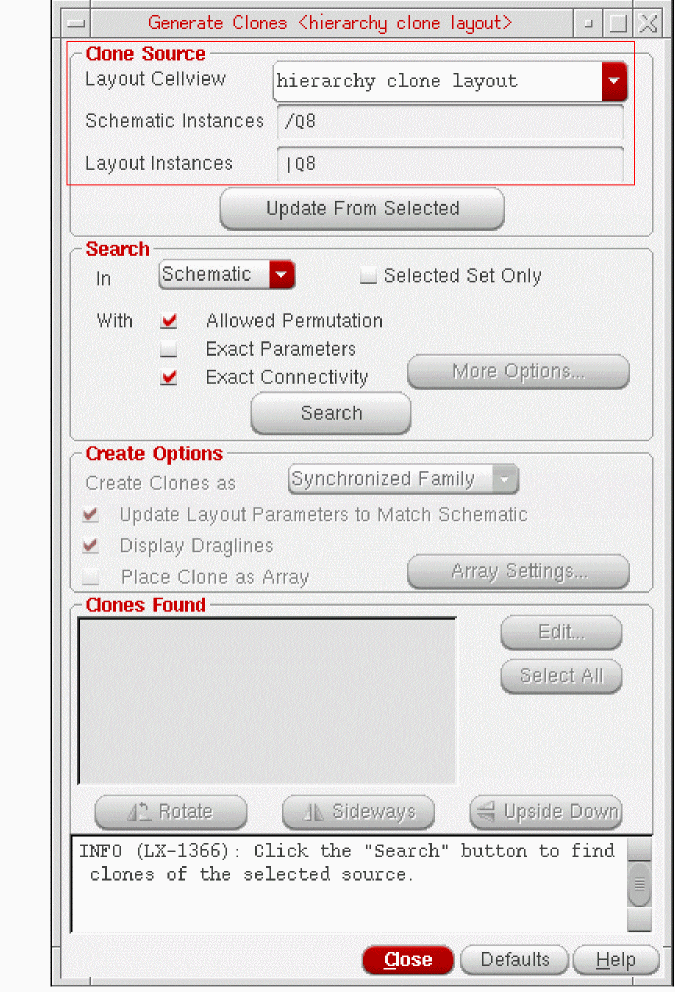 Generate Clones <hierarchy clone layout>
Clone Source
Layout Cellview hierarchy clone layout
Schematic Instances /Q8
Layout Instances |Q8
Update From Selected
Search
In Schematic Selected Set Only
With Allowed Permutation
Exact Parameters
Exact Connectivity More Options...
Search
Create Options
Create Clones as Synchronized Family
Update Layout Parameters to Match Schematic
Display Draglines
Place Clone as Array Array Settings...
Clones Found
Edit...
Select All
Rotate Sideways Upside Down
INFO (LX-1366): Click the "Search" button to find
clones of the selected source.
Close Defaults Help